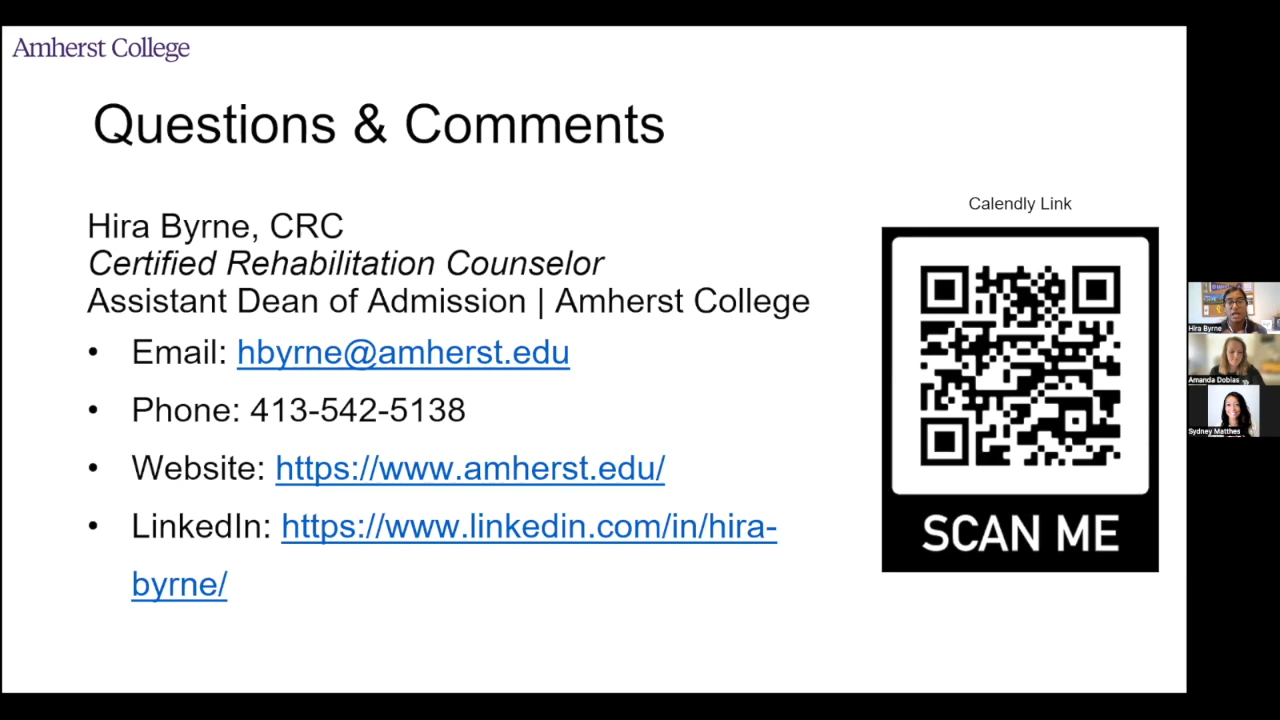 Amherst College
Questions & Comments
Hira Byrne, CRC
Certified Rehabilitation Counselor
Assistant Dean of Admission | Amherst College
• Email: hbyrne@amherst.edu
• Phone: 413-542-5138
• Website: https://www.amherst.edu/
• LinkedIn: https://www.linkedin.com/in/hira-
byrne/
Calendly Link
SCAN ME
Hira Byrne
Amanda Doblas
Sydney Matthes